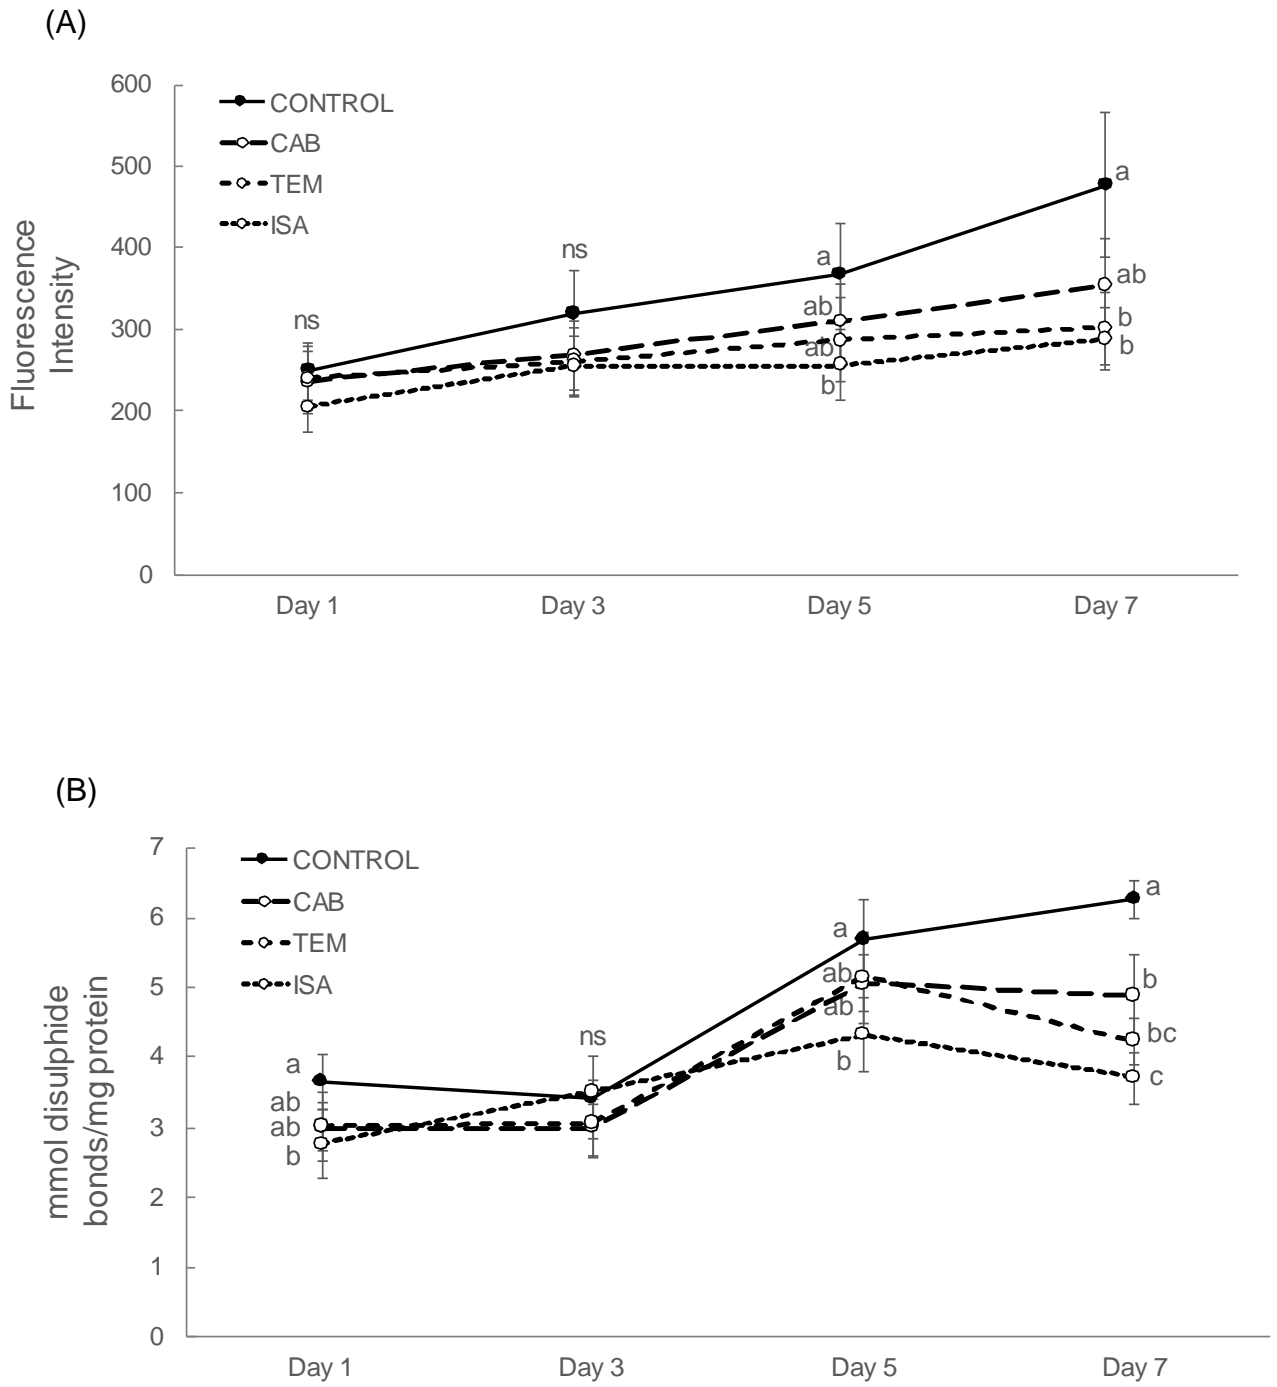 (A)
600
500
400
300
200
100
0
Fluorescence
Intensity
CONTROL
CAB
TEM
ISA
ns
ns
a
ab
ab
b
a
ab
b
b
Day 1
Day 3
Day 5
Day 7
(B)
7
6
5
4
3
2
1
0
mmol disulphide
bonds/mg protein
CONTROL
CAB
TEM
ISA
a
ab
ab
b
ns
a
ab
ab
b
a
b
bc
c
Day 1
Day 3
Day 5
Day 7